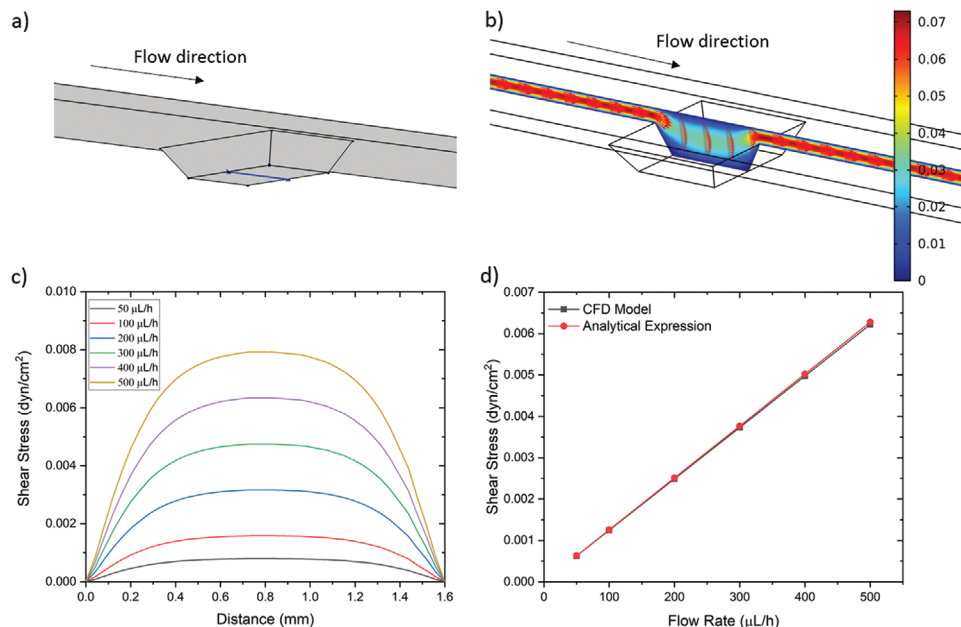 a)
Flow direction
b)
Flow direction
0.07
0.06
0.05
0.04
0.03
0.02
0.01
0
c)
0.010
0.008
0.006
0.004
0.002
0.000
Shear Stress (dyn/cm²)
50 μL/h
100 μL/h
200 μL/h
300 μL/h
400 μL/h
500 μL/h
0.0 0.2 0.4 0.6 0.8 1.0 1.2 1.4 1.6
Distance (mm)
d)
0.007
0.006
0.005
0.004
0.003
0.002
0.001
0.000
Shear Stress (dyn/cm²)
CFD Model
Analytical Expression
0 100 200 300 400 500
Flow Rate (μL/h)